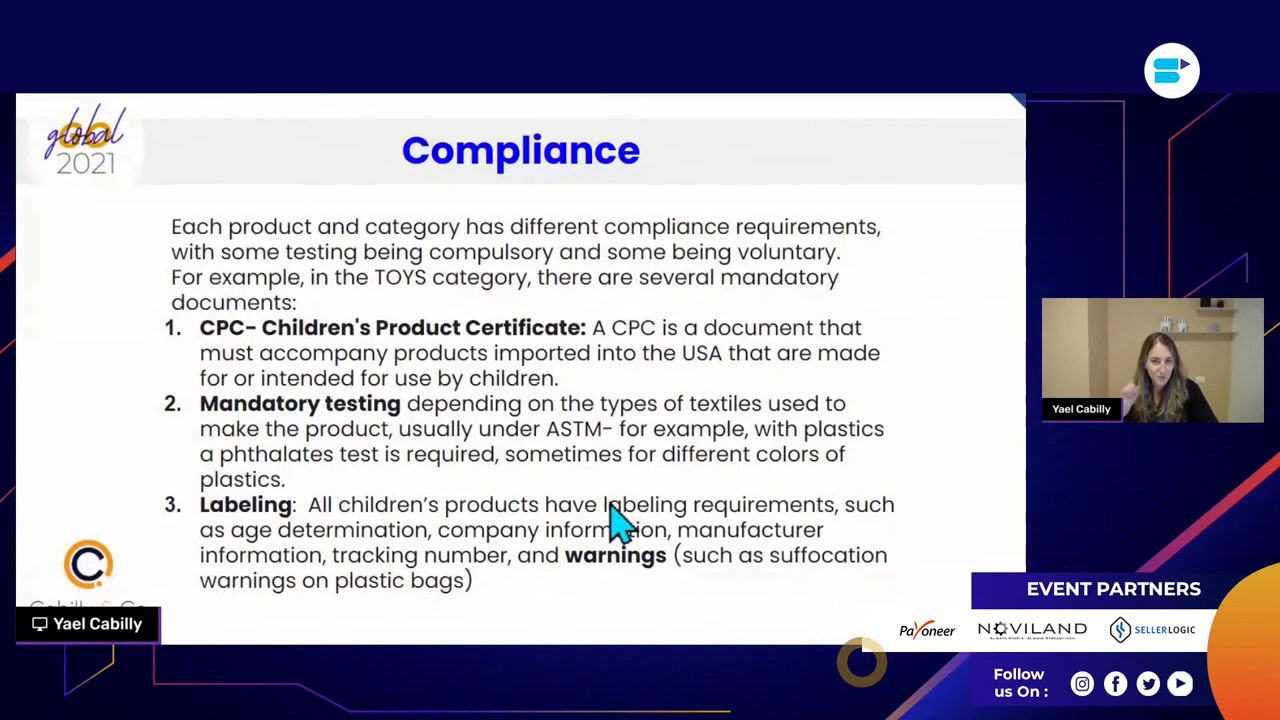 global
2021
Compliance
Each product and category has different compliance requirements,
with some testing being compulsory and some being voluntary.
For example, in the TOYS category, there are several mandatory
documents:
1. CPC- Children's Product Certificate: A CPC is a document that
must accompany products imported into the USA that are made
for or intended for use by children.
2. Mandatory testing depending on the types of textiles used to
make the product, usually under ASTM- for example, with plastics
a phthalates test is required, sometimes for different colors of
plastics.
3. Labeling: All children's products have labeling requirements, such
as age determination, company information, manufacturer
information, tracking number, and warnings (such as suffocation
warnings on plastic bags)
Cabilly & Co
Yael Cabilly
Yael Cabilly
EVENT PARTNERS
Payoneer NOVILAND SELLERLOGIC
Follow
us On :